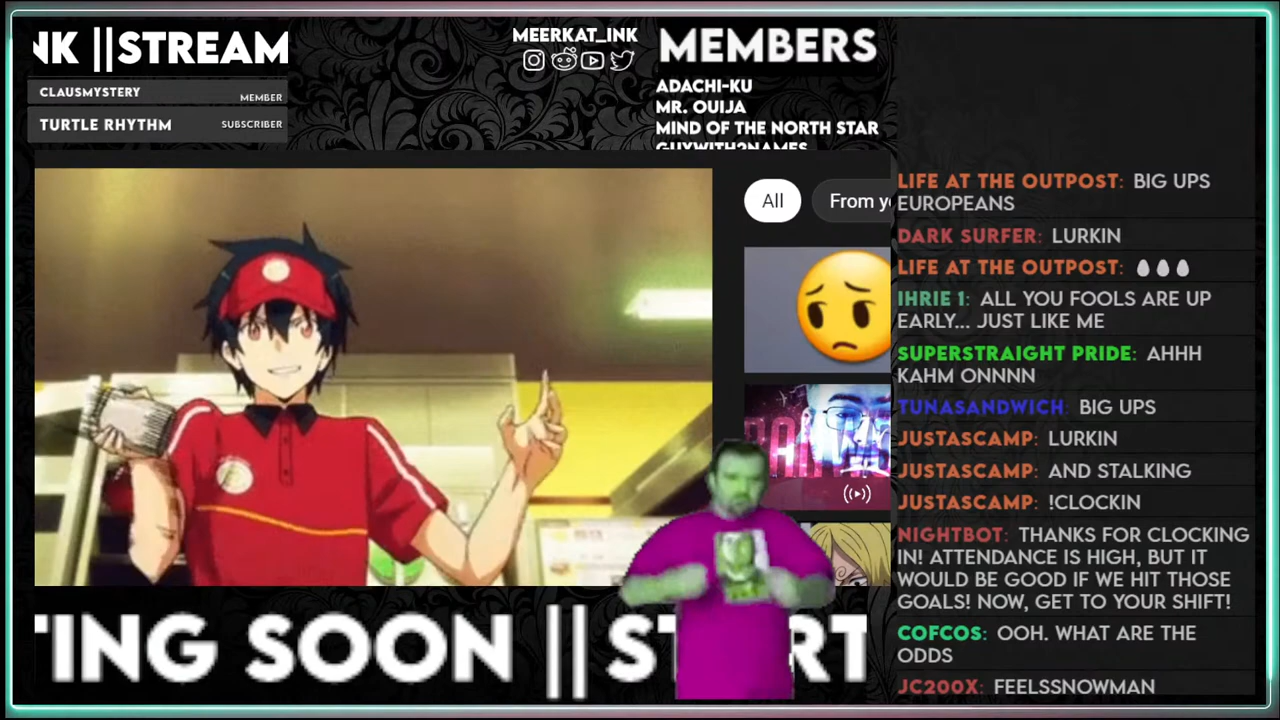 NK ||STREAM
CLAUSMYSTERY
MEMBER
TURTLE RHYTHM
SUBSCRIBER
MEERKAT_INK
MEMBERS
ADACHI-KU
MR. OUIJA
MIND OF THE NORTH STAR
GUYWITH2NAMES
All
From yo
LIFE AT THE OUTPOST: BIG UPS
EUROPEANS
DARK SURFER: LURKIN
LIFE AT THE OUTPOST:
IHRIE 1: ALL YOU FOOLS ARE UP
EARLY... JUST LIKE ME
SUPERSTRAIGHT PRIDE: AHHH
KAHM ONNNN
TUNASANDWICH: BIG UPS
JUSTASCAMP: LURKIN
JUSTASCAMP: AND STALKING
JUSTASCAMP: !CLOCKIN
NIGHTBOT: THANKS FOR CLOCKING
IN! ATTENDANCE IS HIGH, BUT IT
WOULD BE GOOD IF WE HIT THOSE
GOALS! NOW, GET TO YOUR SHIFT!
COFCOS: OOH. WHAT ARE THE
ODDS
JC200X: FEELSSNOWMAN
TING SOON || START